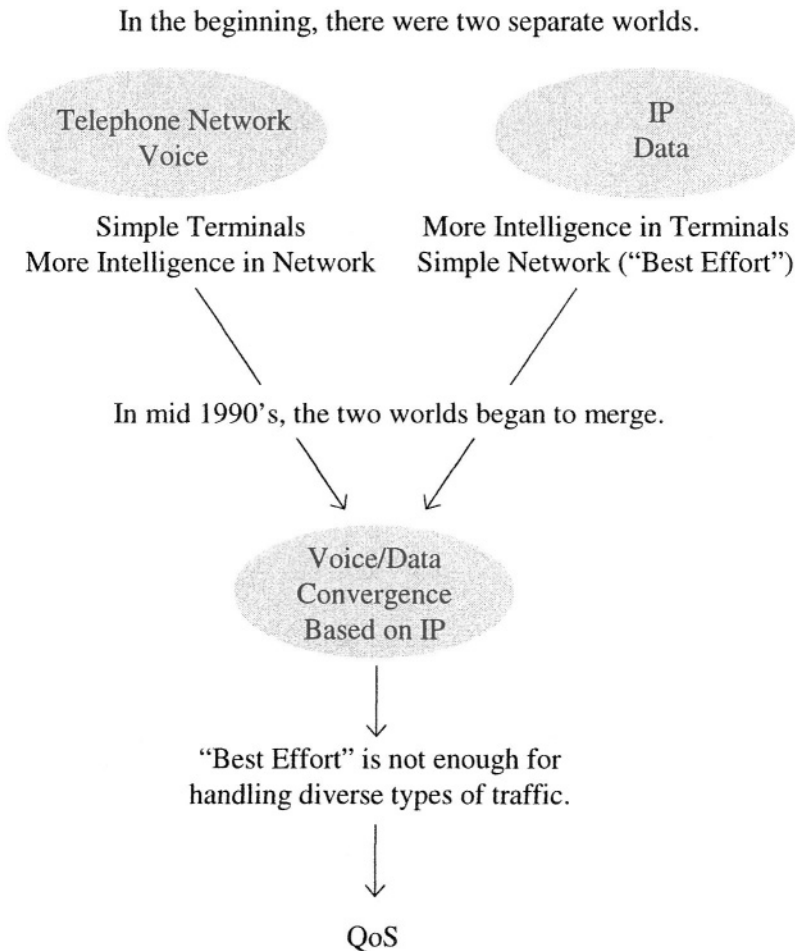 In the beginning, there were two separate worlds.
Telephone Network
Voice
IP
Data
Simple Terminals
More Intelligence in Network
More Intelligence in Terminals
Simple Network (“Best Effort”)
In mid 1990’s, the two worlds began to merge.
Voice/Data
Convergence
Based on IP
“Best Effort” is not enough for
handling diverse types of traffic.
QoS